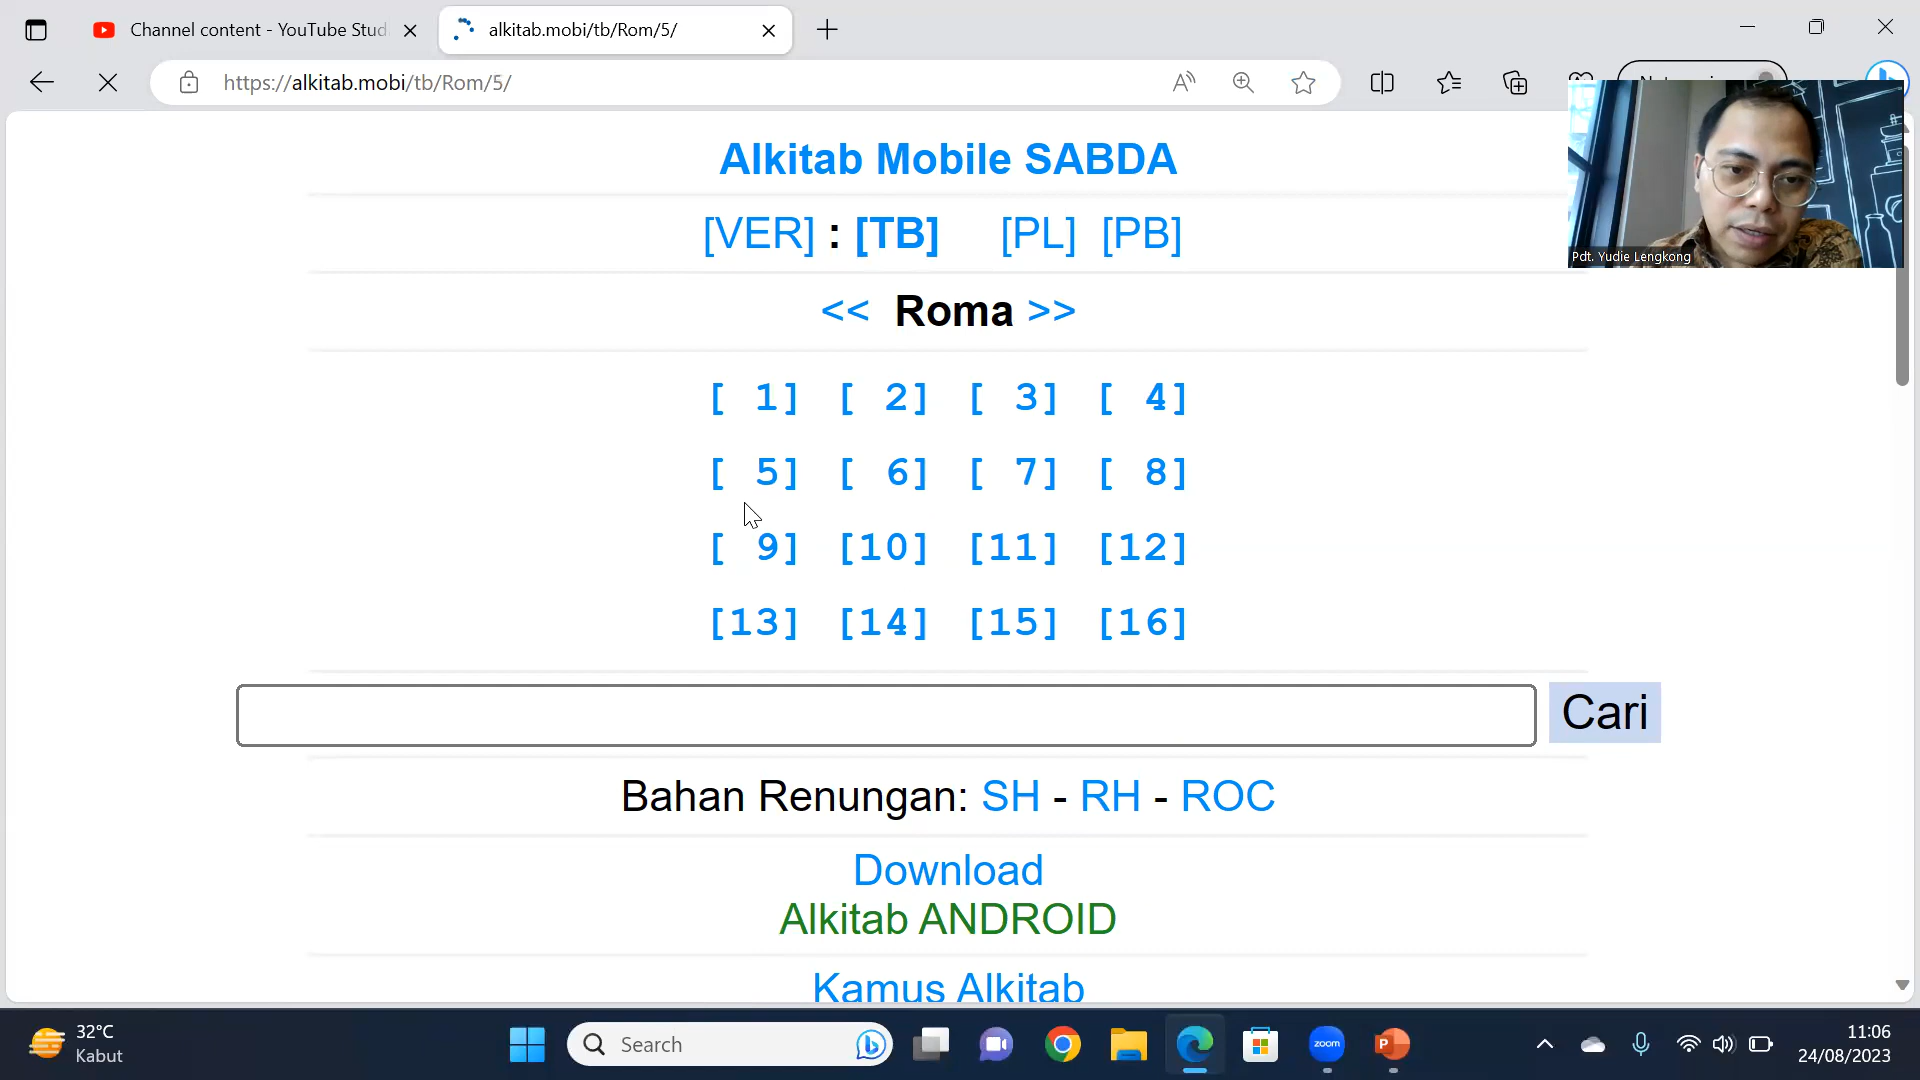 Channel content - YouTube Stud
alkitab.mobi/tb/Rom/5/
https://alkitab.mobi/tb/Rom/5/
Pdt. Yudie Lengkong
Alkitab Mobile SABDA
[VER] : [TB] [PL] [PB]
<< Roma >>
[ 1] [ 2] [ 3] [ 4]
[ 5] [ 6] [ 7] [ 8]
[ 9] [10] [11] [12]
[13] [14] [15] [16]
Cari
Bahan Renungan: SH - RH - ROC
Download
Alkitab ANDROID
Kamus Alkitab
32°C
Kabut
Search
zoom
11:06
24/08/2023